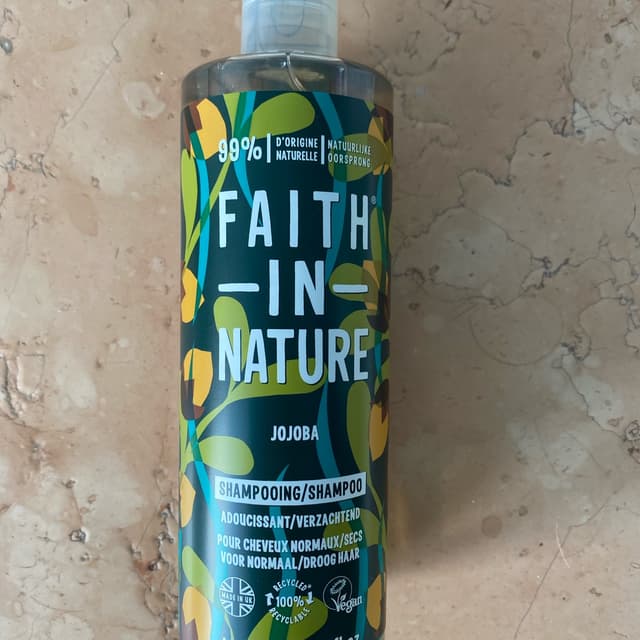 99% | D'ORIGINE NATURELLE | NATUURLIJKE OORSPRONG
FAITH®
IN
NATURE
JOJOBA
SHAMPOOING/SHAMPOO
ADOUCISSANT/VERZACHTEND
POUR CHEVEUX NORMAUX/SECS
VOOR NORMAAL/DROOG HAAR
MADE IN UK
RECYCLED*
100%
RECYCLABLE
Vegan